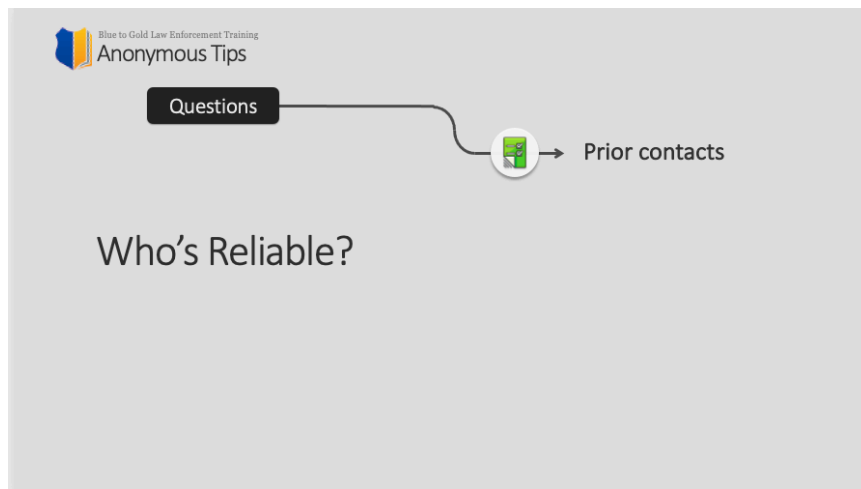 Blue to Gold Law Enforcement Training
Anonymous Tips
Questions
Prior contacts
Who’s Reliable?